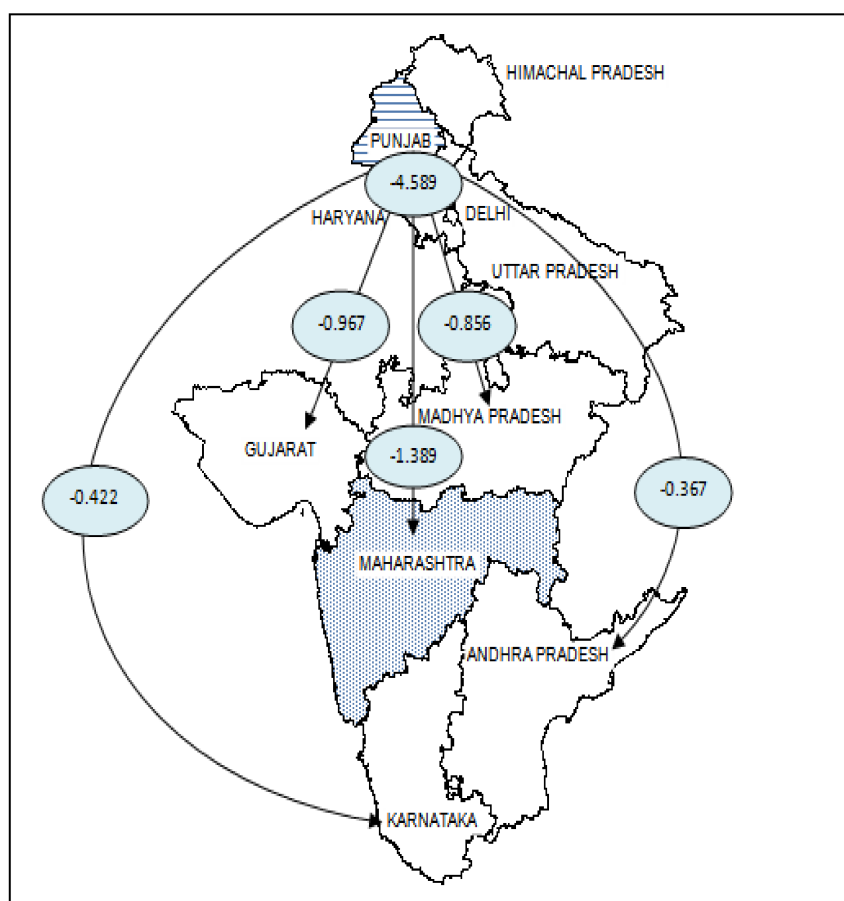 HIMACHAL PRADESH
PUNJAB
-4.589
HARYANA
DELHI
UTTAR PRADESH
-0.967
-0.856
MADHYA PRADESH
GUJARAT
-1.389
-0.422
-0.367
MAHARASHTRA
ANDHRA PRADESH
KARNATAKA